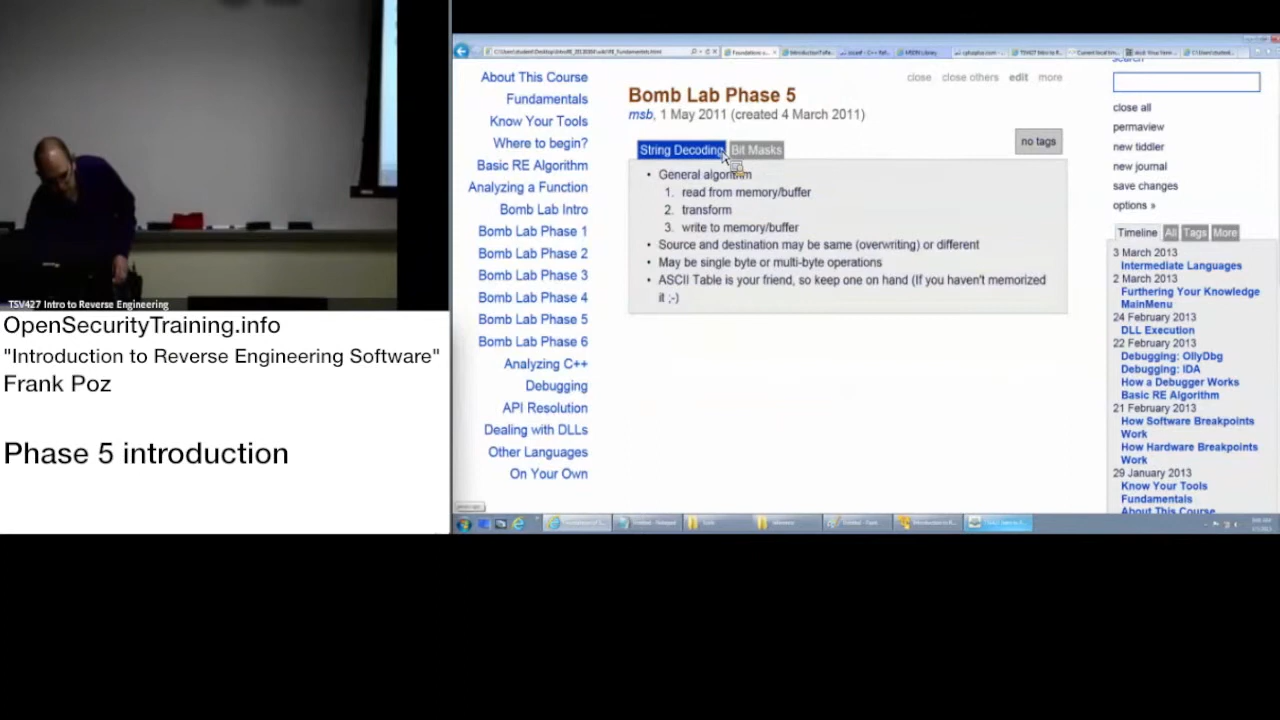 TSV427 Intro to Reverse Engineering
OpenSecurityTraining.info
"Introduction to Reverse Engineering Software"
Frank Poz
Phase 5 introduction
About This Course
Fundamentals
Know Your Tools
Where to begin?
Basic RE Algorithm
Analyzing a Function
Bomb Lab Intro
Bomb Lab Phase 1
Bomb Lab Phase 2
Bomb Lab Phase 3
Bomb Lab Phase 4
Bomb Lab Phase 5
Bomb Lab Phase 6
Analyzing C++
Debugging
API Resolution
Dealing with DLLs
Other Languages
On Your Own
close close others edit more
Bomb Lab Phase 5
msb, 1 May 2011 (created 4 March 2011)
no tags
String Decoding Bit Masks
• General algorithm
1. read from memory/buffer
2. transform
3. write to memory/buffer
• Source and destination may be same (overwriting) or different
• May be single byte or multi-byte operations
• ASCII Table is your friend, so keep one on hand (If you haven't memorized
it ;-)
search
close all
permaview
new tiddler
new journal
save changes
options »
Timeline All Tags More
3 March 2013
Intermediate Languages
2 March 2013
Furthering Your Knowledge
MainMenu
24 February 2013
DLL Execution
22 February 2013
Debugging: OllyDbg
Debugging: IDA
How a Debugger Works
Basic RE Algorithm
21 February 2013
How Software Breakpoints
Work
How Hardware Breakpoints
Work
29 January 2013
Know Your Tools
Fundamentals
About This Course